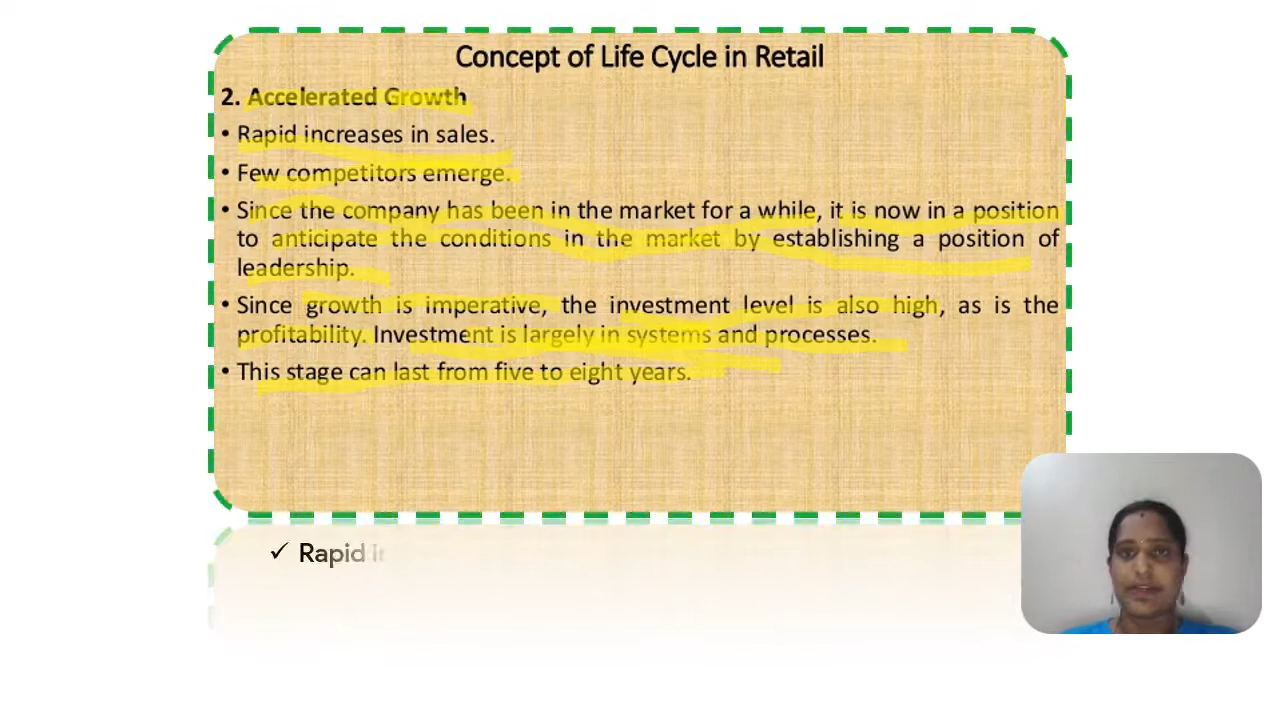 Concept of Life Cycle in Retail
2. Accelerated Growth
• Rapid increases in sales.
• Few competitors emerge.
• Since the company has been in the market for a while, it is now in a position
to anticipate the conditions in the market by establishing a position of
leadership.
• Since growth is imperative, the investment level is also high, as is the
profitability. Investment is largely in systems and processes.
• This stage can last from five to eight years.
✓ Rapid